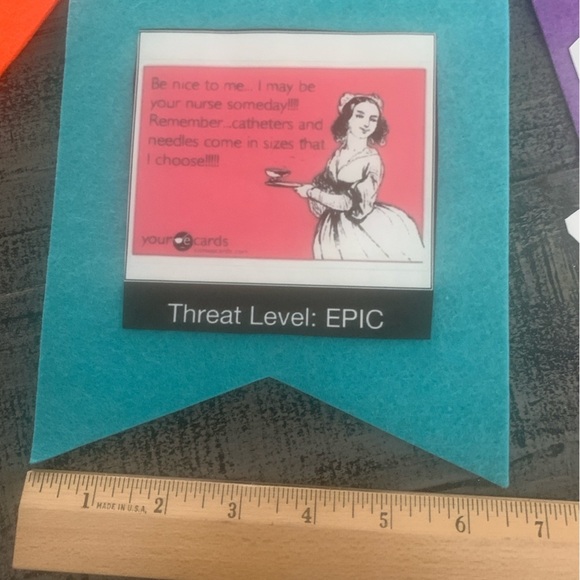 Be nice to me... I may be
your nurse someday!!!!
Remember...catheters and
needles come in sizes that
I choose!!!!!
your e cards
Threat Level: EPIC
1 2 3 4 5 6 7
MADE IN U.S.A.